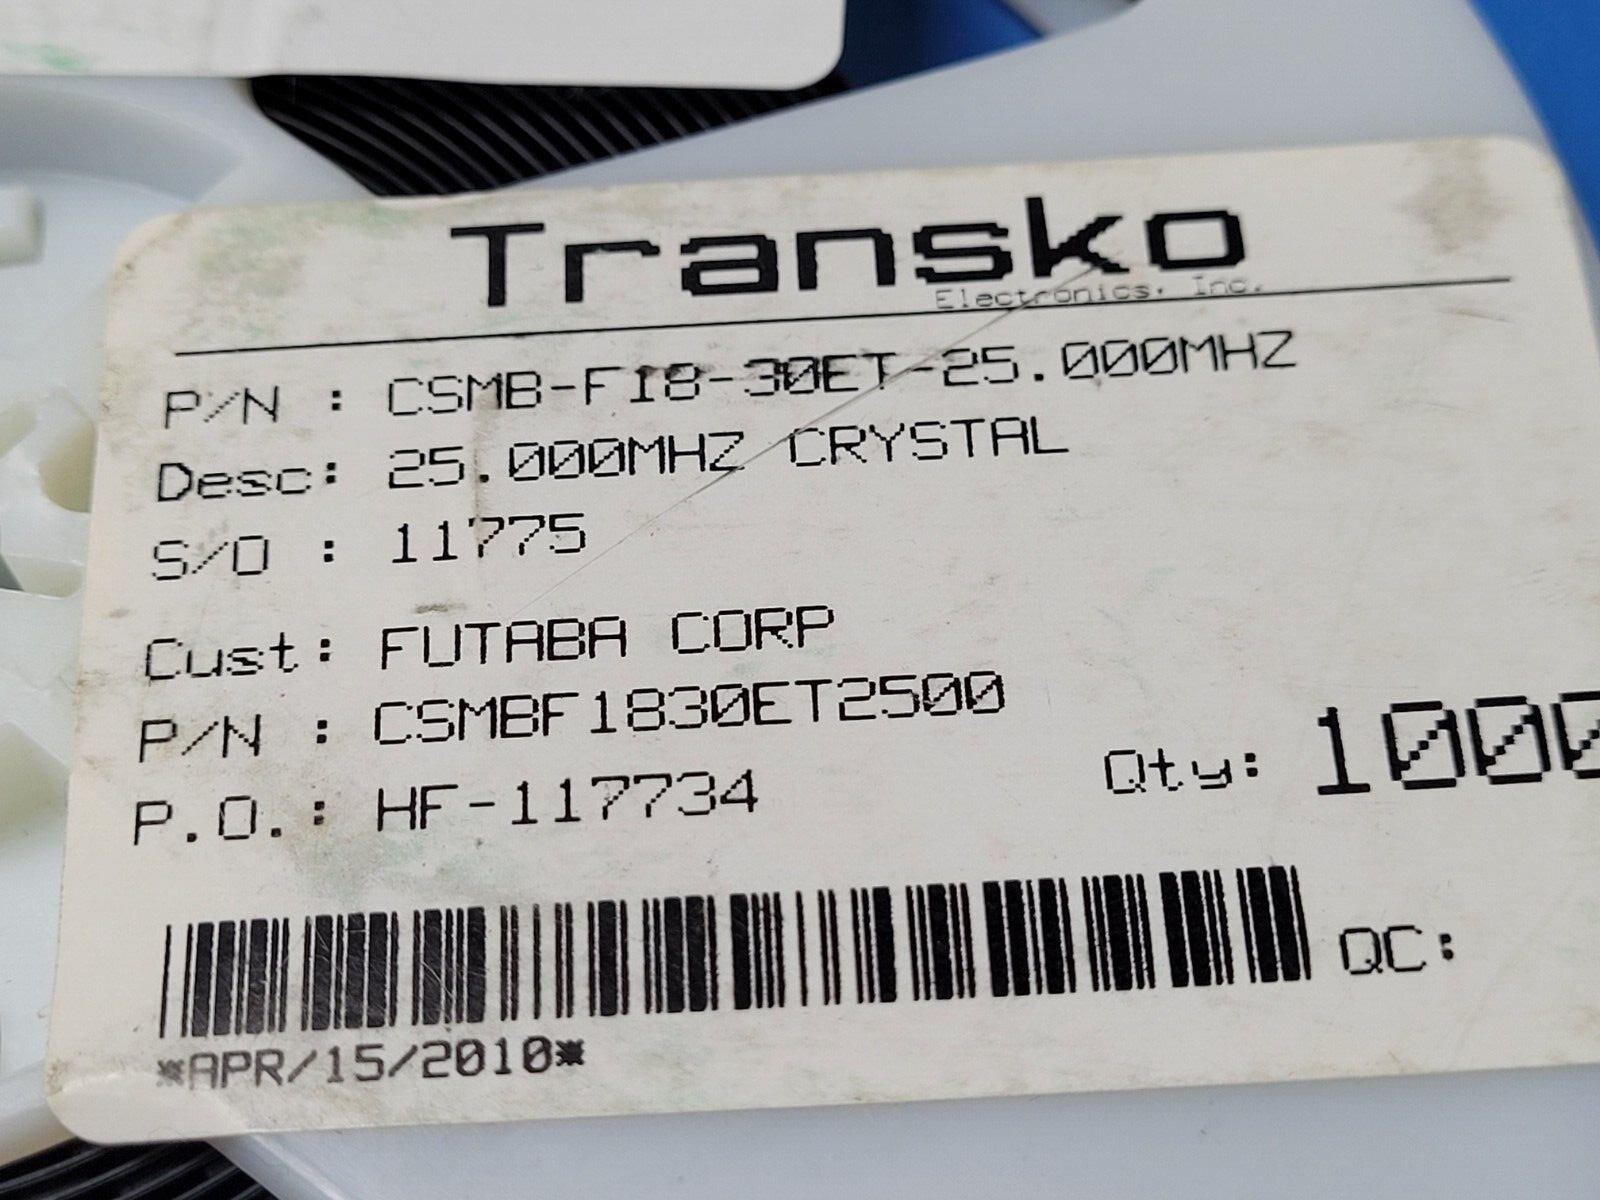 Transko
Electronics, Inc.
P/N : CSMB-F18-30ET-25.000MHZ
Desc: 25.000MHZ CRYSTAL
S/O : 11775
Cust: FUTABA CORP
P/N : CSMBF1830ET2500
P.O.: HF-117734
Qty: 1000
QC:
*APR/15/2010*